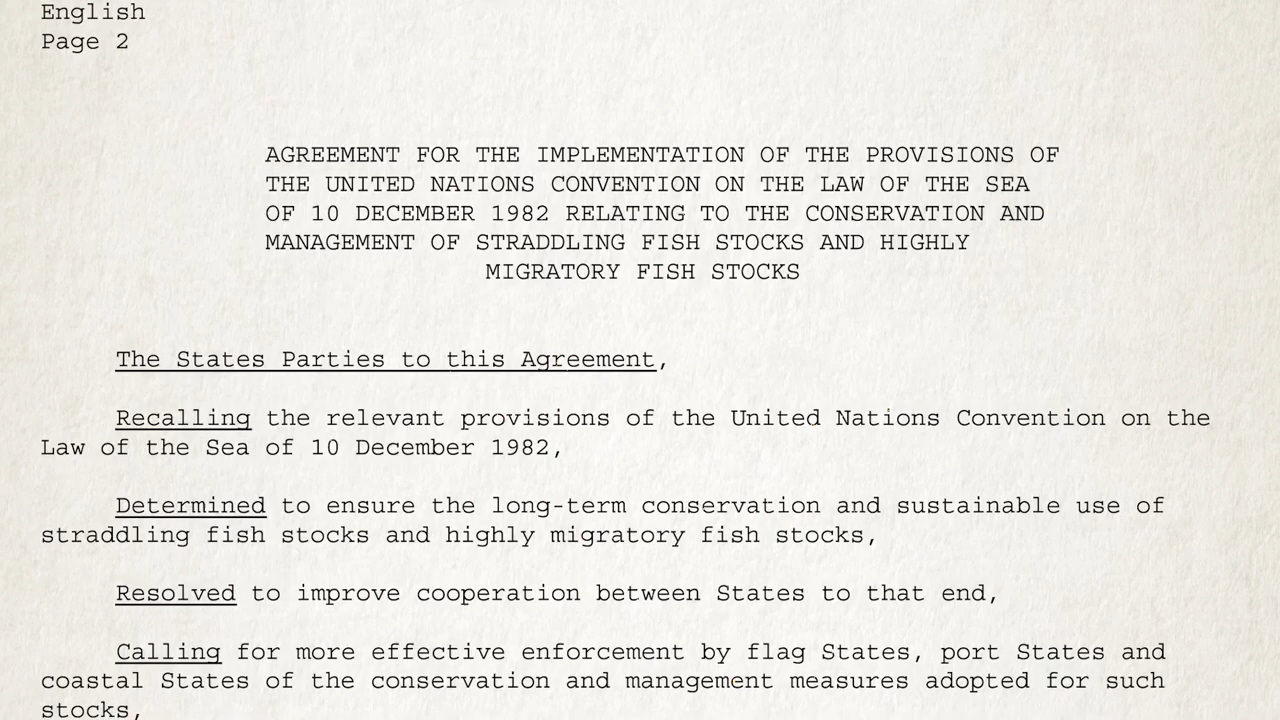 English
Page 2
AGREEMENT FOR THE IMPLEMENTATION OF THE PROVISIONS OF
THE UNITED NATIONS CONVENTION ON THE LAW OF THE SEA
OF 10 DECEMBER 1982 RELATING TO THE CONSERVATION AND
MANAGEMENT OF STRADDLING FISH STOCKS AND HIGHLY
MIGRATORY FISH STOCKS
The States Parties to this Agreement,
Recalling the relevant provisions of the United Nations Convention on the
Law of the Sea of 10 December 1982,
Determined to ensure the long-term conservation and sustainable use of
straddling fish stocks and highly migratory fish stocks,
Resolved to improve cooperation between States to that end,
Calling for more effective enforcement by flag States, port States and
coastal States of the conservation and management measures adopted for such
stocks,